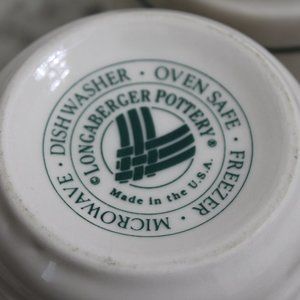 DISHWASHER · OVEN SAFE · FREEZER · MICROWAVE ·
© LONGABERGER POTTERY ®
Made in the U.S.A.